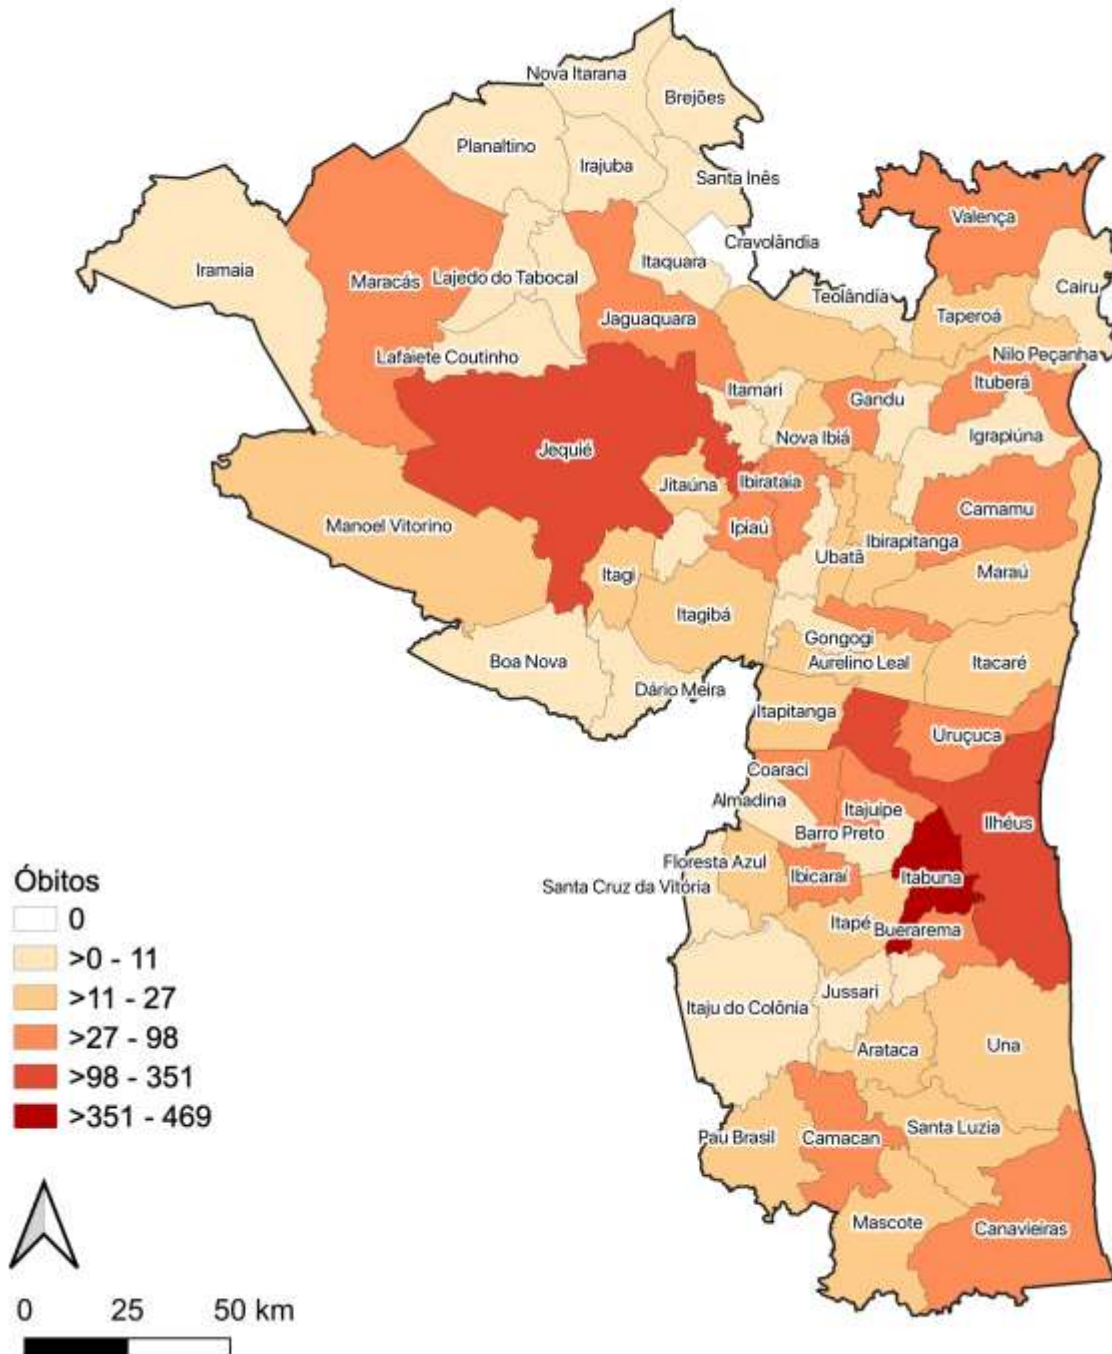 Nova Itarana
Brejões
Planaltino
Irajuba
Santa Inês
Valença
Cravolândia
Itaquara
Iramaia
Maracás
Lajedo do Tabocal
Cairu
Teolândia
Taperoá
Jaguaquara
Lafaiete Coutinho
Nilo Peçanha
Ituberá
Itamari
Gandu
Nova Ibiá
Igrapiúna
Jequié
Jitaúna
Ibirataia
Camamu
Manoel Vitorino
Ipiaú
Ibirapitanga
Ubatã
Maraú
Itagi
Itagibá
Gongogi
Boa Nova
Aurelino Leal
Itacaré
Dário Meira
Itapitanga
Uruçuca
Coaraci
Almadina
Itajuípe
Ilhéus
Barro Preto
Floresta Azul
Ibicaraí
Itabuna
Santa Cruz da Vitória
Itapé
Buerarema
Jussari
Itaju do Colônia
Una
Arataca
Santa Luzia
Pau Brasil
Camacan
Mascote
Canavieiras
Óbitos
0
>0 - 11
>11 - 27
>27 - 98
>98 - 351
>351 - 469
0 25 50 km